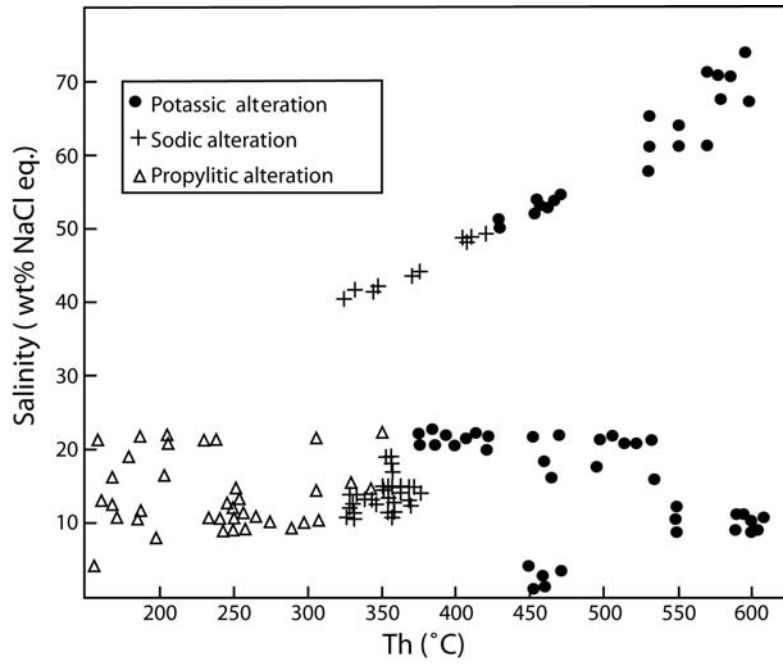 70
60
50
40
30
20
10
Salinity ( wt% NaCl eq.)
Potassic alteration
Sodic alteration
Propylitic alteration
200 250 300 350 400 450 500 550 600
Th (°C)